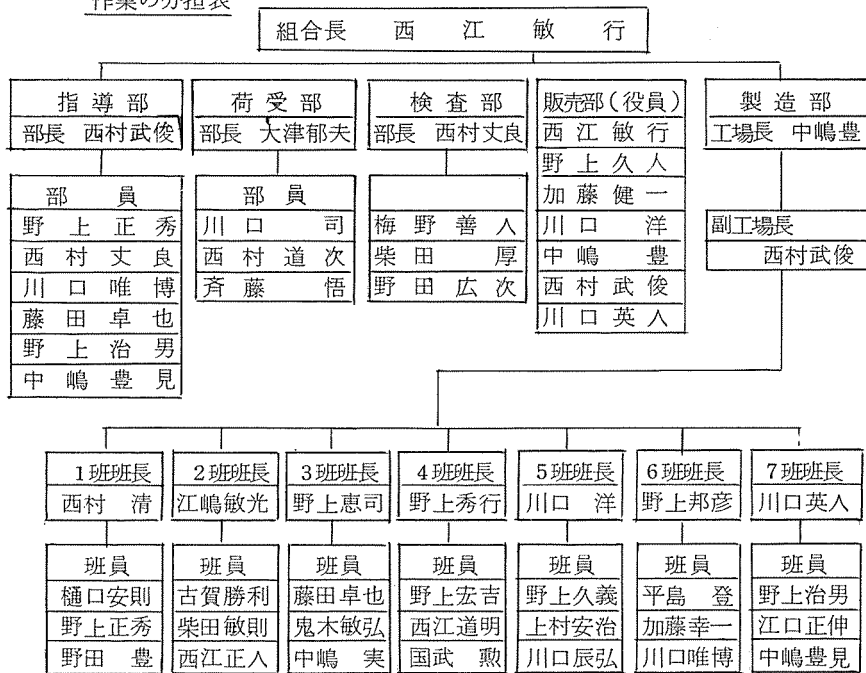 作業の分担表
組合長 西江敏行
指導部
部長 西村武俊
部員
野上正秀
西村丈良
川口唯博
藤田卓也
野上治男
中嶋豊見
荷受部
部長 大津郁夫
部員
川口司
西村道次
斉藤悟
検査部
部長 西村丈良
梅野善人
柴田厚
野田広次
販売部(役員)
西江敏行
野上久人
加藤健一
川口洋
中嶋豊
西村武俊
川口英人
製造部
工場長 中嶋豊
副工場長
西村武俊
1班班長
西村 清
班員
樋口安則
野上正秀
野田 豊
2班班長
江嶋敏光
班員
古賀勝利
柴田敏則
西江正人
3班班長
野上恵司
班員
藤田卓也
鬼木敏弘
中嶋 実
4班班長
野上秀行
班員
野上宏吉
西江道明
国武 勲
5班班長
川口 洋
班員
野上久義
上村安治
川口辰弘
6班班長
野上邦彦
班員
平島 登
加藤幸一
川口唯博
7班班長
川口英人
班員
野上治男
江口正伸
中嶋豊見